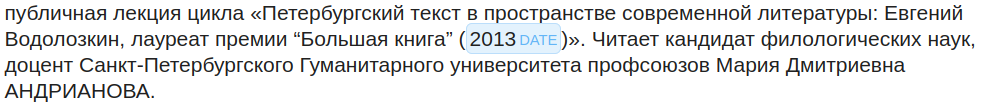 публичная лекция цикла «Петербургский текст в пространстве современной литературы: Евгений
Водолозкин, лауреат премии “Большая книга” (2013 DATE)». Читает кандидат филологических наук,
доцент Санкт-Петербургского Гуманитарного университета профсоюзов Мария Дмитриевна
АНДРИАНОВА.